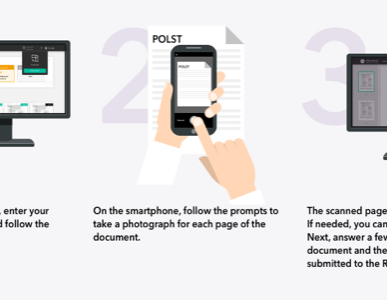 2
3
POLST
, enter your
d follow the
On the smartphone, follow the prompts to
take a photograph for each page of the
document.
The scanned page
If needed, you can
Next, answer a few
document and the
submitted to the R